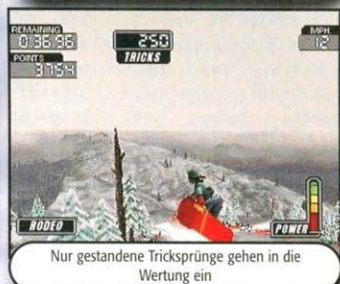 REMAINING
0:36:96
POINTS
3754
250
TRICKS
MPH
12
RODEO
POWER
Nur gestandene Tricksprünge gehen in die
Wertung ein